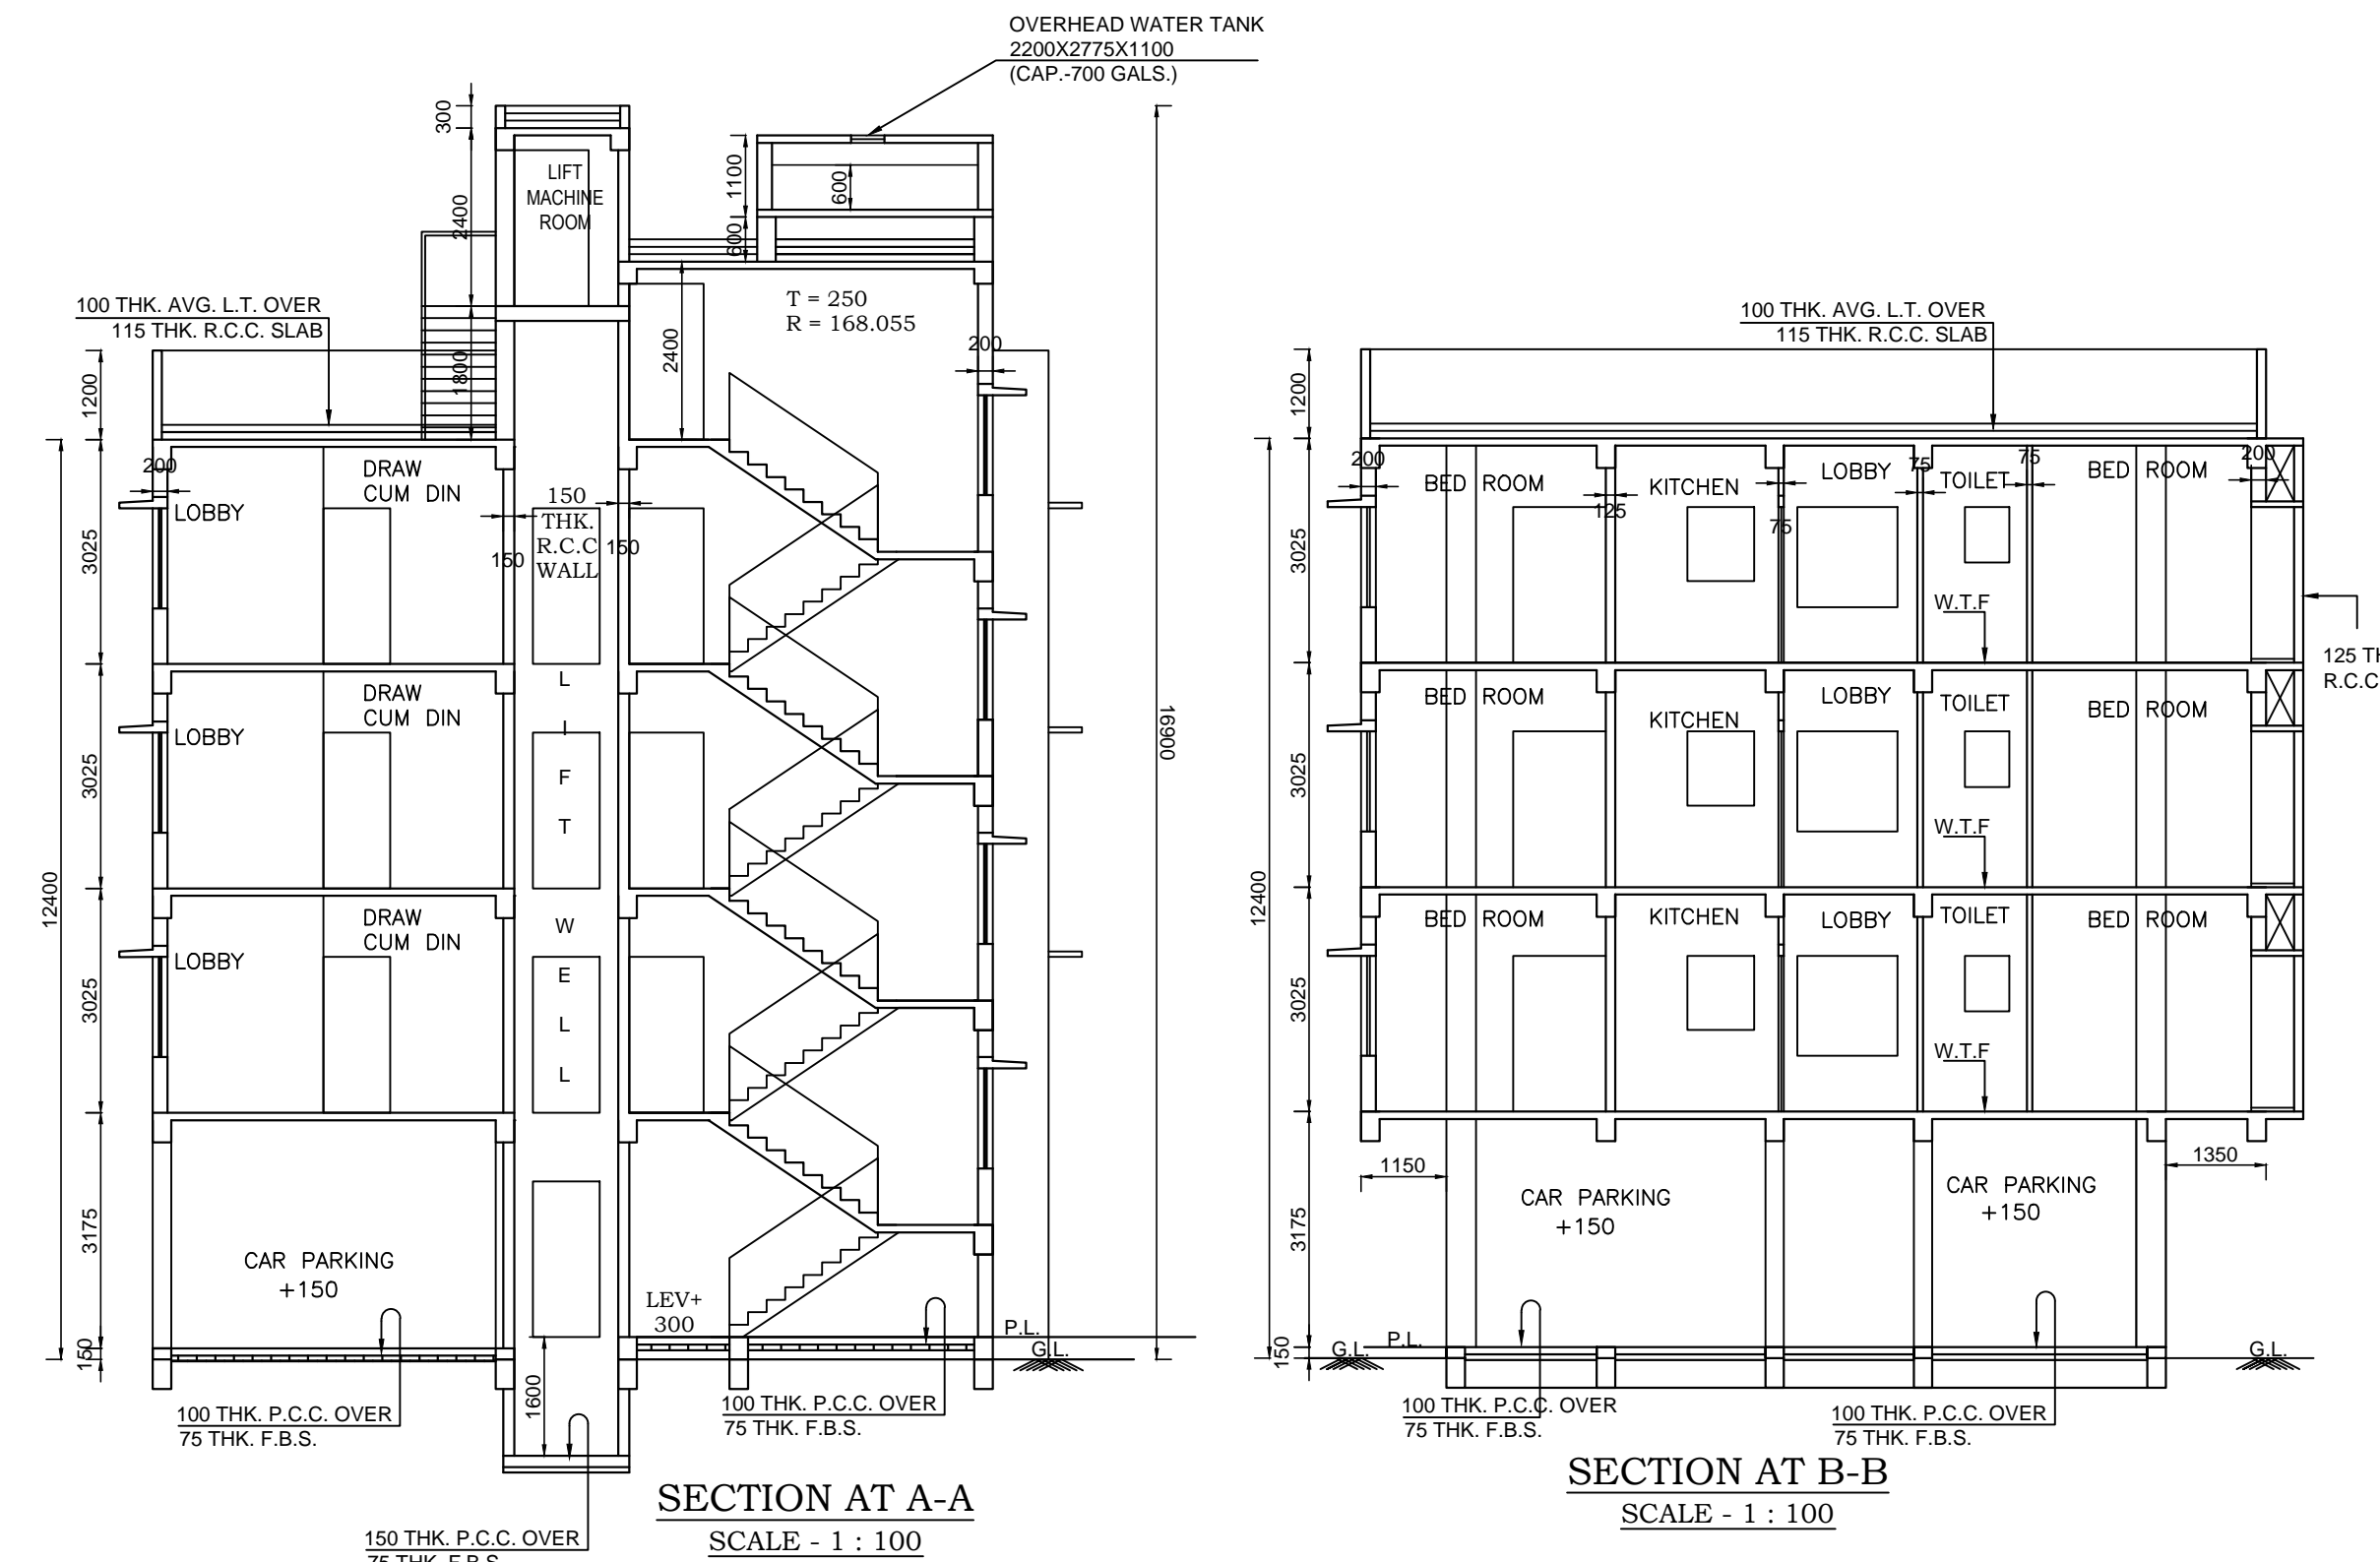 OVERHEAD WATER TANK
2200X2775X1100
(CAP.-700 GALS.)
300
LIFT
MACHINE
ROOM
2400
1100
600
600
100 THK. AVG. L.T. OVER
115 THK. R.C.C. SLAB
T = 250
R = 168.055
2400
1800
1200
200
200
LOBBY
DRAW
CUM DIN
150
THK.
R.C.C
WALL
150
150
3025
LOBBY
DRAW
CUM DIN
3025
LOBBY
DRAW
CUM DIN
3025
L
I
F
T
W
E
L
L
12400
16900
3175
CAR PARKING
+150
LEV+
300
P.L.
G.L.
150
1600
100 THK. P.C.C. OVER
75 THK. F.B.S.
100 THK. P.C.C. OVER
75 THK. F.B.S.
150 THK. P.C.C. OVER
75 THK. F.B.S.
SECTION AT A-A
SCALE - 1 : 100
100 THK. AVG. L.T. OVER
115 THK. R.C.C. SLAB
1200
200
BED ROOM
125
KITCHEN
75
LOBBY
75
TOILET
75
BED ROOM
200
W.T.F
3025
125 TH
R.C.C
BED ROOM
KITCHEN
LOBBY
TOILET
BED ROOM
W.T.F
3025
BED ROOM
KITCHEN
LOBBY
TOILET
BED ROOM
W.T.F
3025
12400
1150
1350
CAR PARKING
+150
CAR PARKING
+150
3175
150
G.L.
P.L.
G.L.
100 THK. P.C.C. OVER
75 THK. F.B.S.
100 THK. P.C.C. OVER
75 THK. F.B.S.
SECTION AT B-B
SCALE - 1 : 100